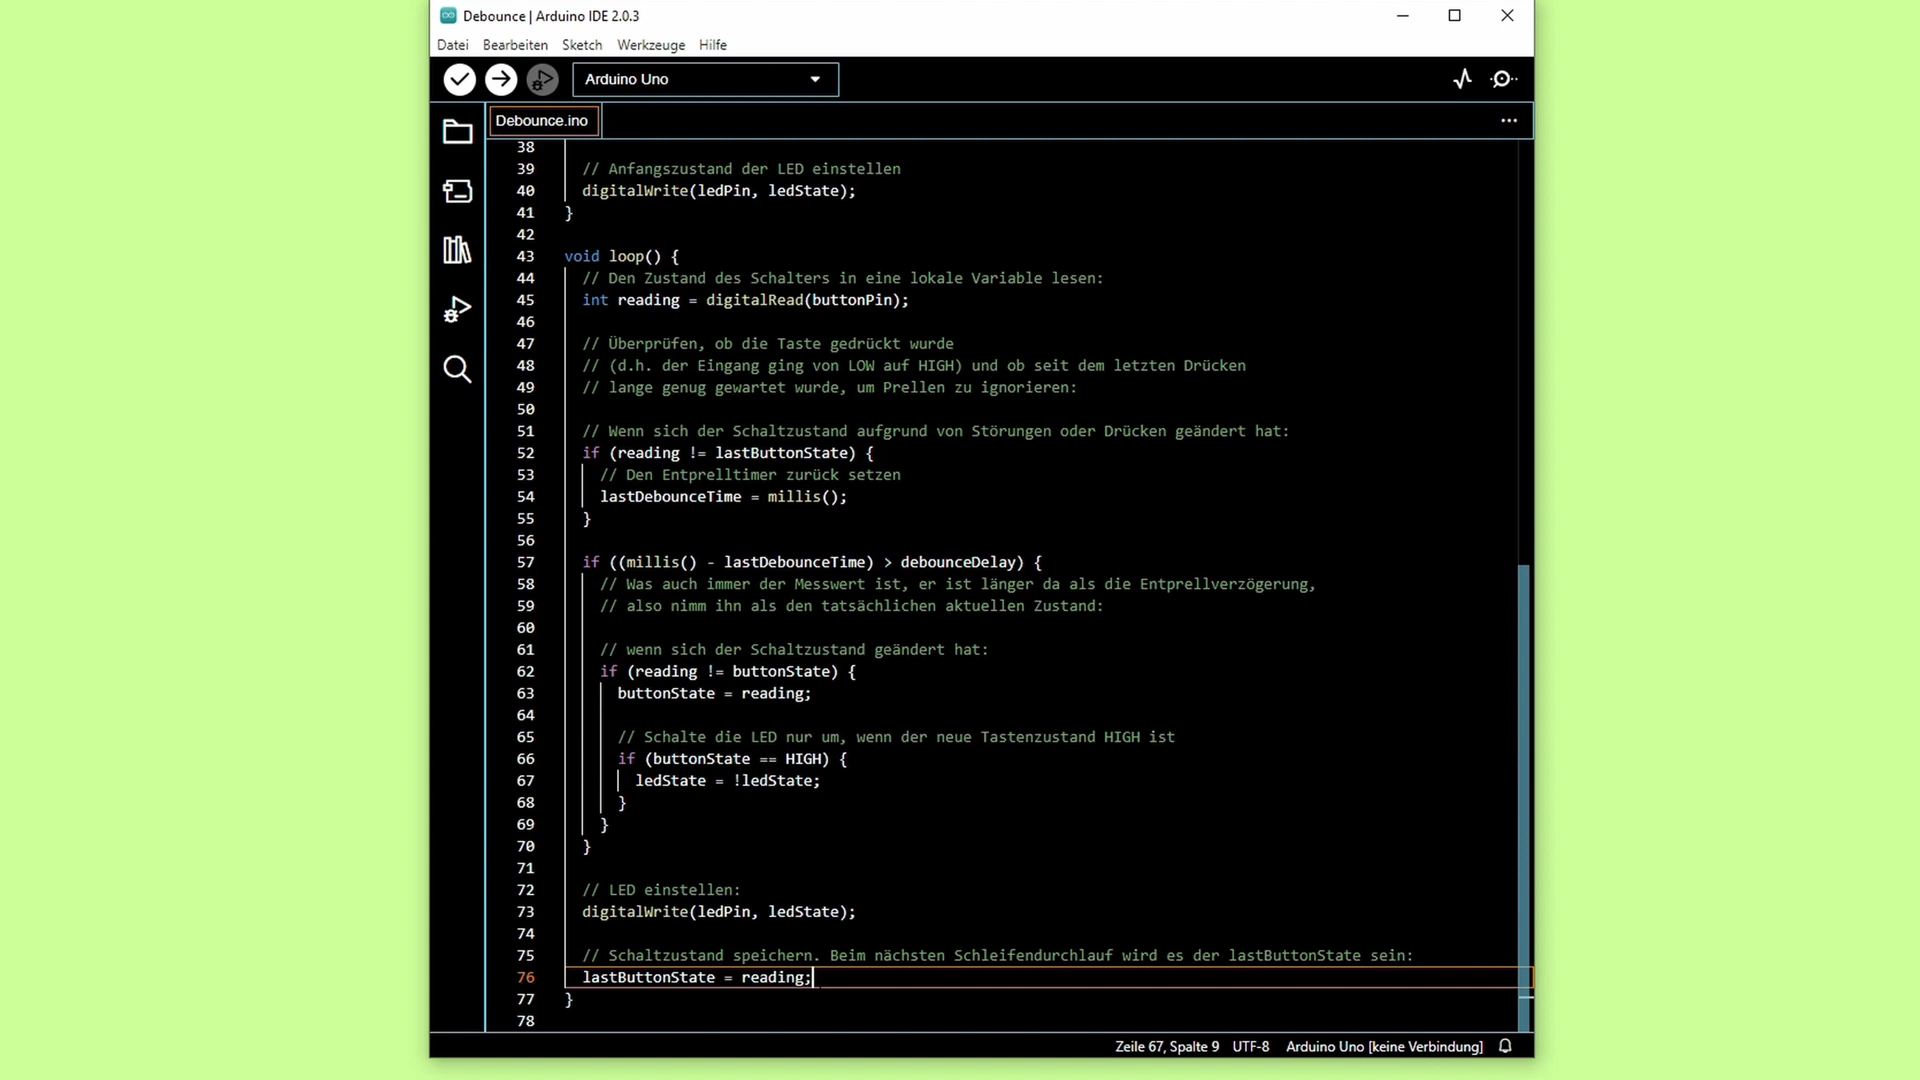 Debounce | Arduino IDE 2.0.3
Datei Bearbeiten Sketch Werkzeuge Hilfe
Arduino Uno
Debounce.ino
38
39 // Anfangszustand der LED einstellen
40 digitalWrite(ledPin, ledState);
41 }
42
43 void loop() {
44 // Den Zustand des Schalters in eine lokale Variable lesen:
45 int reading = digitalRead(buttonPin);
46
47 // Überprüfen, ob die Taste gedrückt wurde
48 // (d.h. der Eingang ging von LOW auf HIGH) und ob seit dem letzten Drücken
49 // lange genug gewartet wurde, um Prellen zu ignorieren:
50
51 // Wenn sich der Schaltzustand aufgrund von Störungen oder Drücken geändert hat:
52 if (reading != lastButtonState) {
53 // Den Entprelltimer zurück setzen
54 lastDebounceTime = millis();
55 }
56
57 if ((millis() - lastDebounceTime) > debounceDelay) {
58 // Was auch immer der Messwert ist, er ist länger da als die Entprellverzögerung,
59 // also nimm ihn als den tatsächlichen aktuellen Zustand:
60
61 // wenn sich der Schaltzustand geändert hat:
62 if (reading != buttonState) {
63 buttonState = reading;
64
65 // Schalte die LED nur um, wenn der neue Tastenzustand HIGH ist
66 if (buttonState == HIGH) {
67 ledState = !ledState;
68 }
69 }
70 }
71
72 // LED einstellen:
73 digitalWrite(ledPin, ledState);
74
75 // Schaltzustand speichern. Beim nächsten Schleifendurchlauf wird es der lastButtonState sein:
76 lastButtonState = reading;
77 }
78
Zeile 67, Spalte 9 UTF-8 Arduino Uno [keine Verbindung]